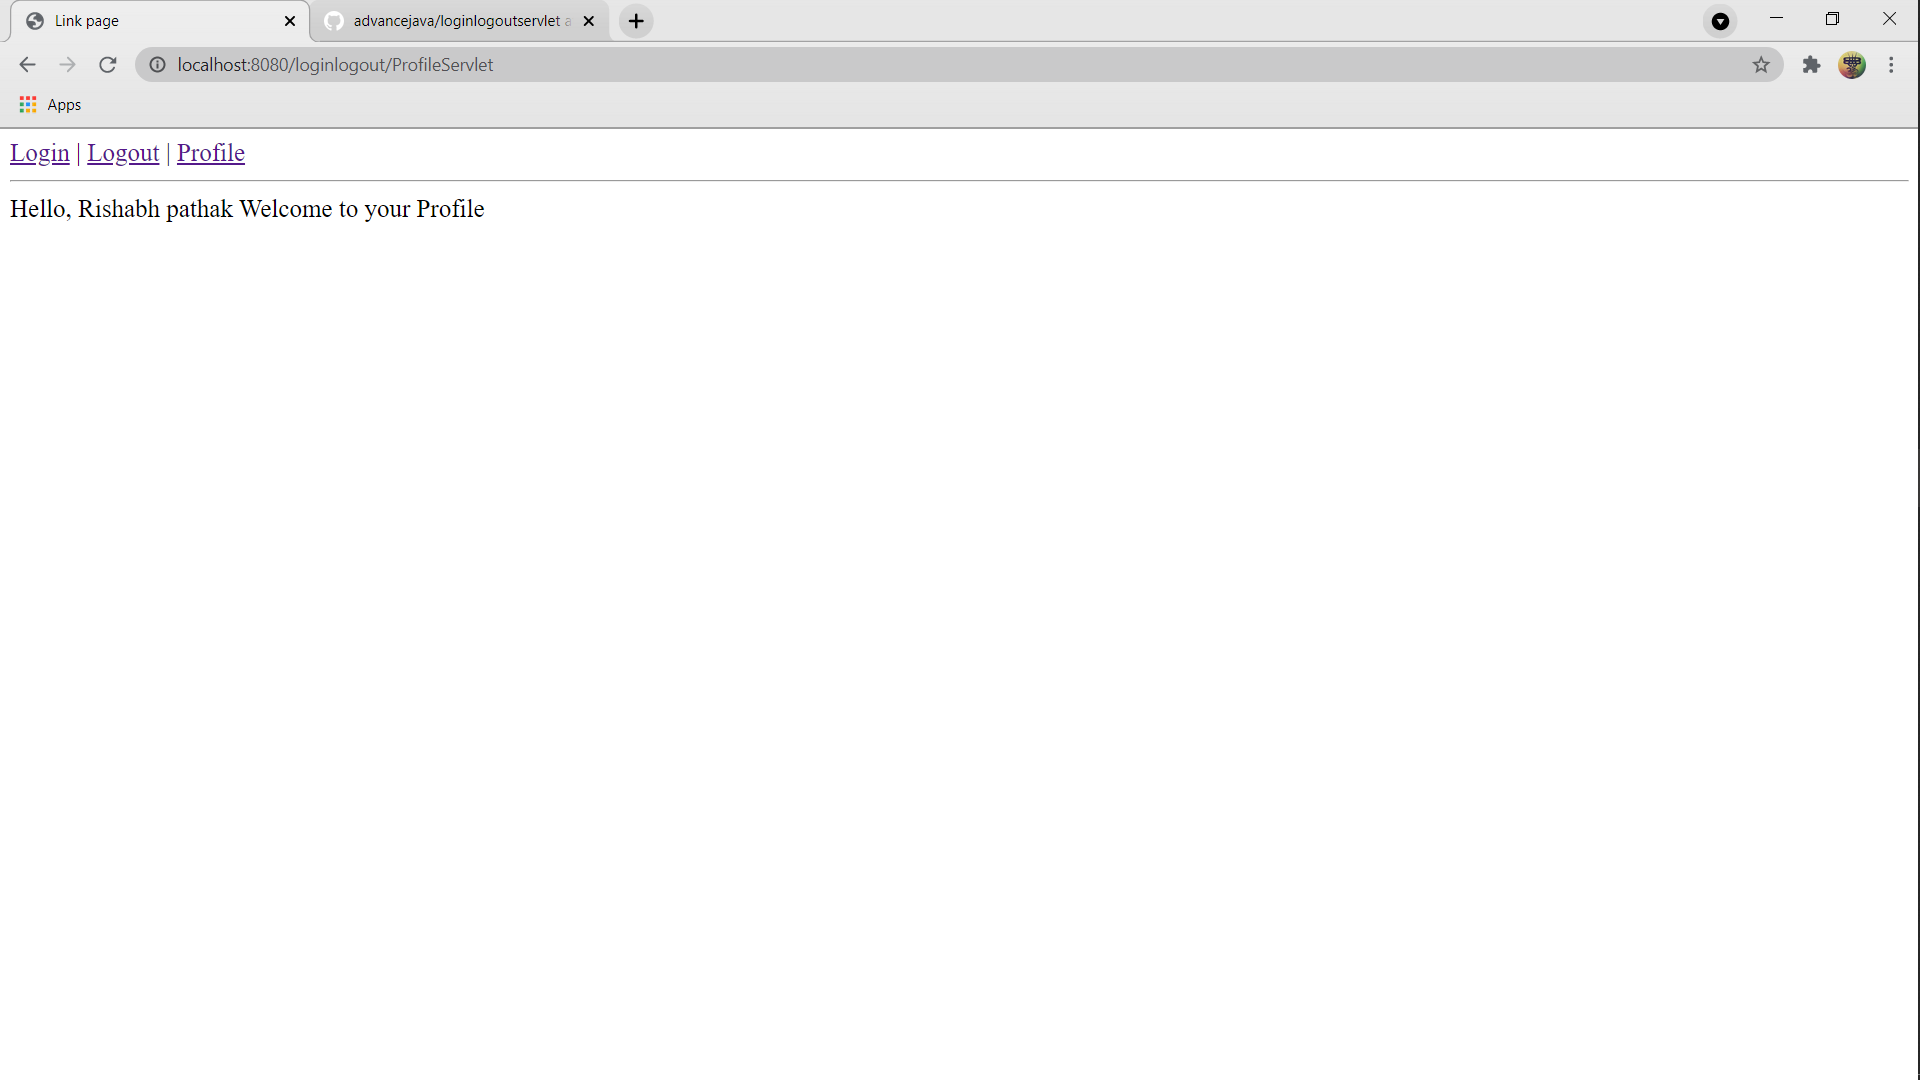 Link page
advancejava/loginlogoutservlet a
localhost:8080/loginlogout/ProfileServlet
Apps
Login | Logout | Profile
Hello, Rishabh pathak Welcome to your Profile